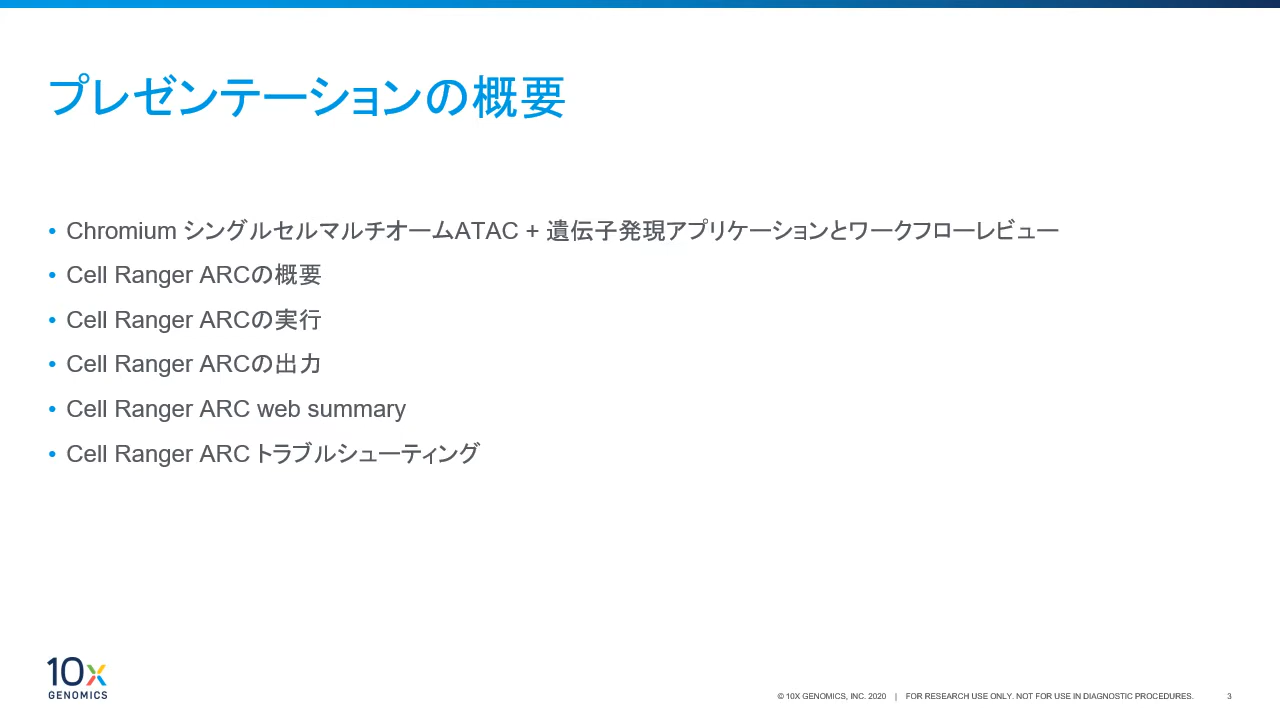 プレゼンテーションの概要
• Chromium シングルセルマルチオームATAC + 遺伝子発現アプリケーションとワークフローレビュー
• Cell Ranger ARCの概要
• Cell Ranger ARCの実行
• Cell Ranger ARCの出力
• Cell Ranger ARC web summary
• Cell Ranger ARC トラブルシューティング
10x
GENOMICS
© 10X GENOMICS, INC. 2020 | FOR RESEARCH USE ONLY. NOT FOR USE IN DIAGNOSTIC PROCEDURES. 3